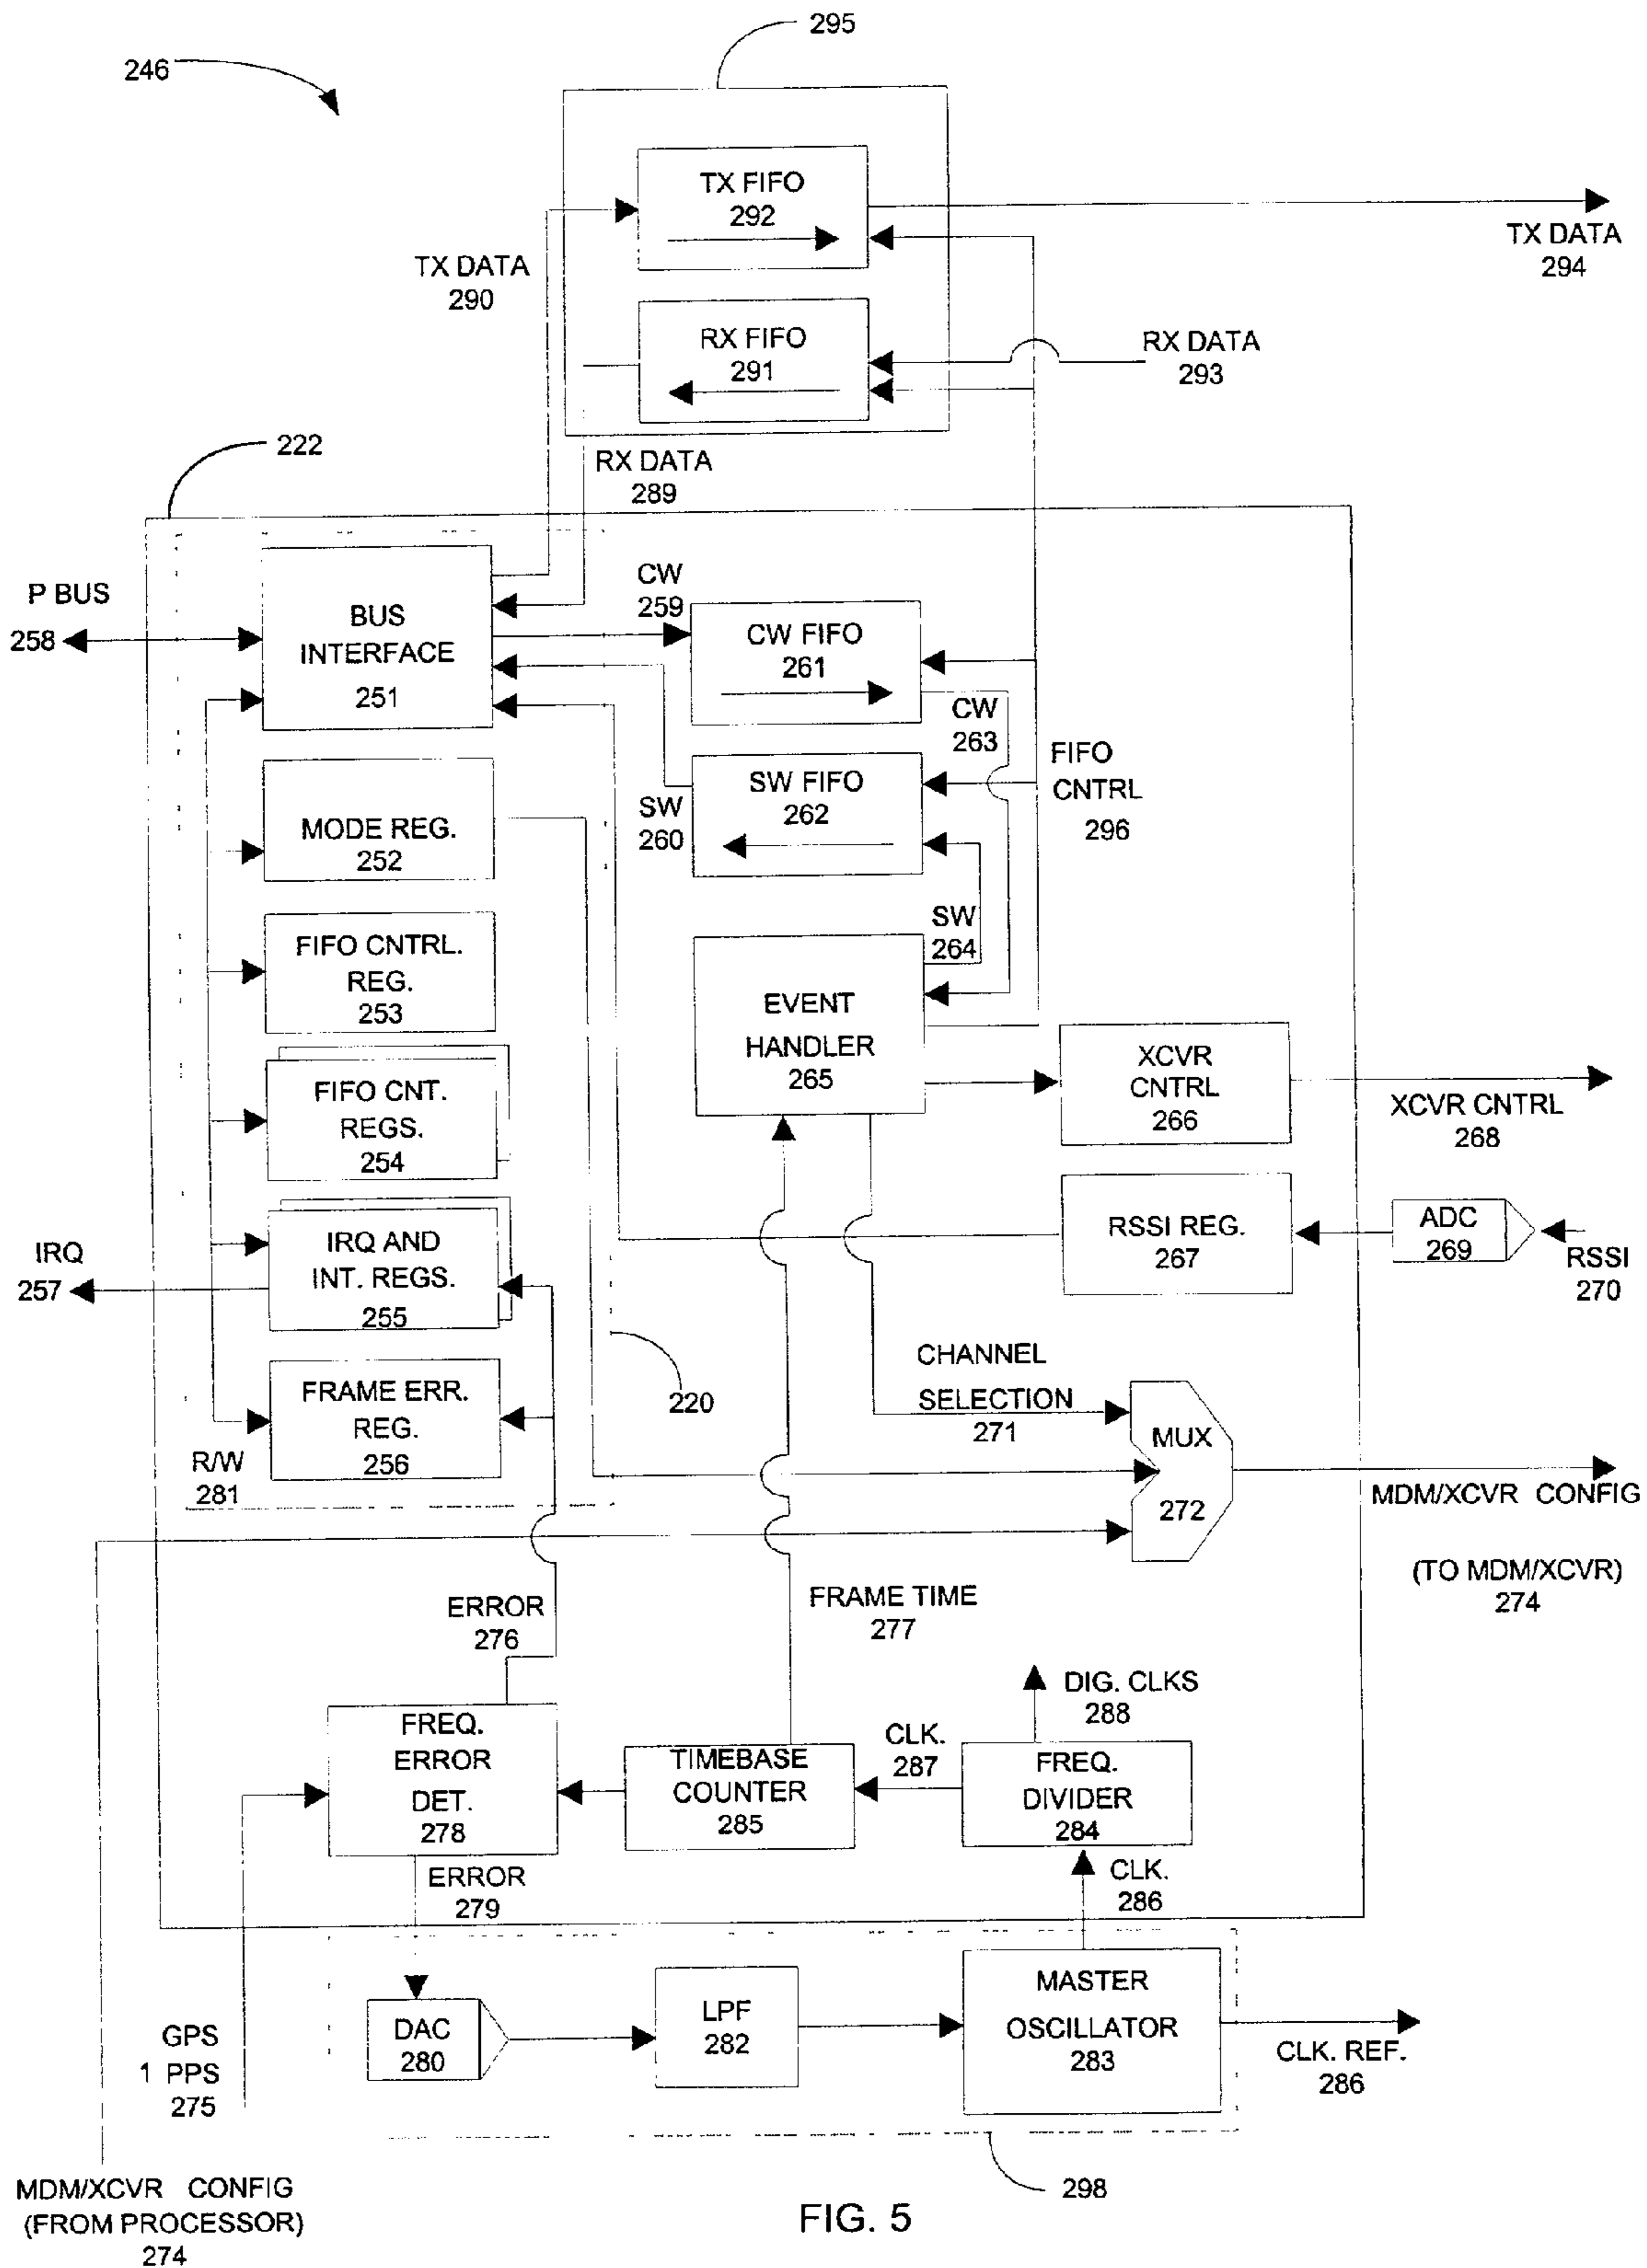 295
246
TX FIFO
292
TX DATA
294
TX DATA
290
RX FIFO
291
RX DATA
293
222
RX DATA
289
P BUS
258
BUS
INTERFACE
251
CW
259
CW FIFO
261
CW
263
FIFO
CNTRL
296
SW FIFO
262
SW
260
MODE REG.
252
SW
264
FIFO CNTRL.
REG.
253
EVENT
HANDLER
265
XCVR
CNTRL
266
XCVR CNTRL
268
FIFO CNT.
REGS.
254
RSSI REG.
267
ADC
269
RSSI
270
IRQ
257
IRQ AND
INT. REGS.
255
220
CHANNEL
SELECTION
271
FRAME ERR.
REG.
256
R/W
281
MUX
272
MDM/XCVR CONFIG
(TO MDM/XCVR)
274
ERROR
276
FRAME TIME
277
DIG. CLKS
288
FREQ.
ERROR
DET.
278
TIMEBASE
COUNTER
285
CLK.
287
FREQ.
DIVIDER
284
ERROR
279
CLK.
286
GPS
1 PPS
275
DAC
280
LPF
282
MASTER
OSCILLATOR
283
CLK. REF.
286
298
MDM/XCVR CONFIG
(FROM PROCESSOR)
274
FIG. 5